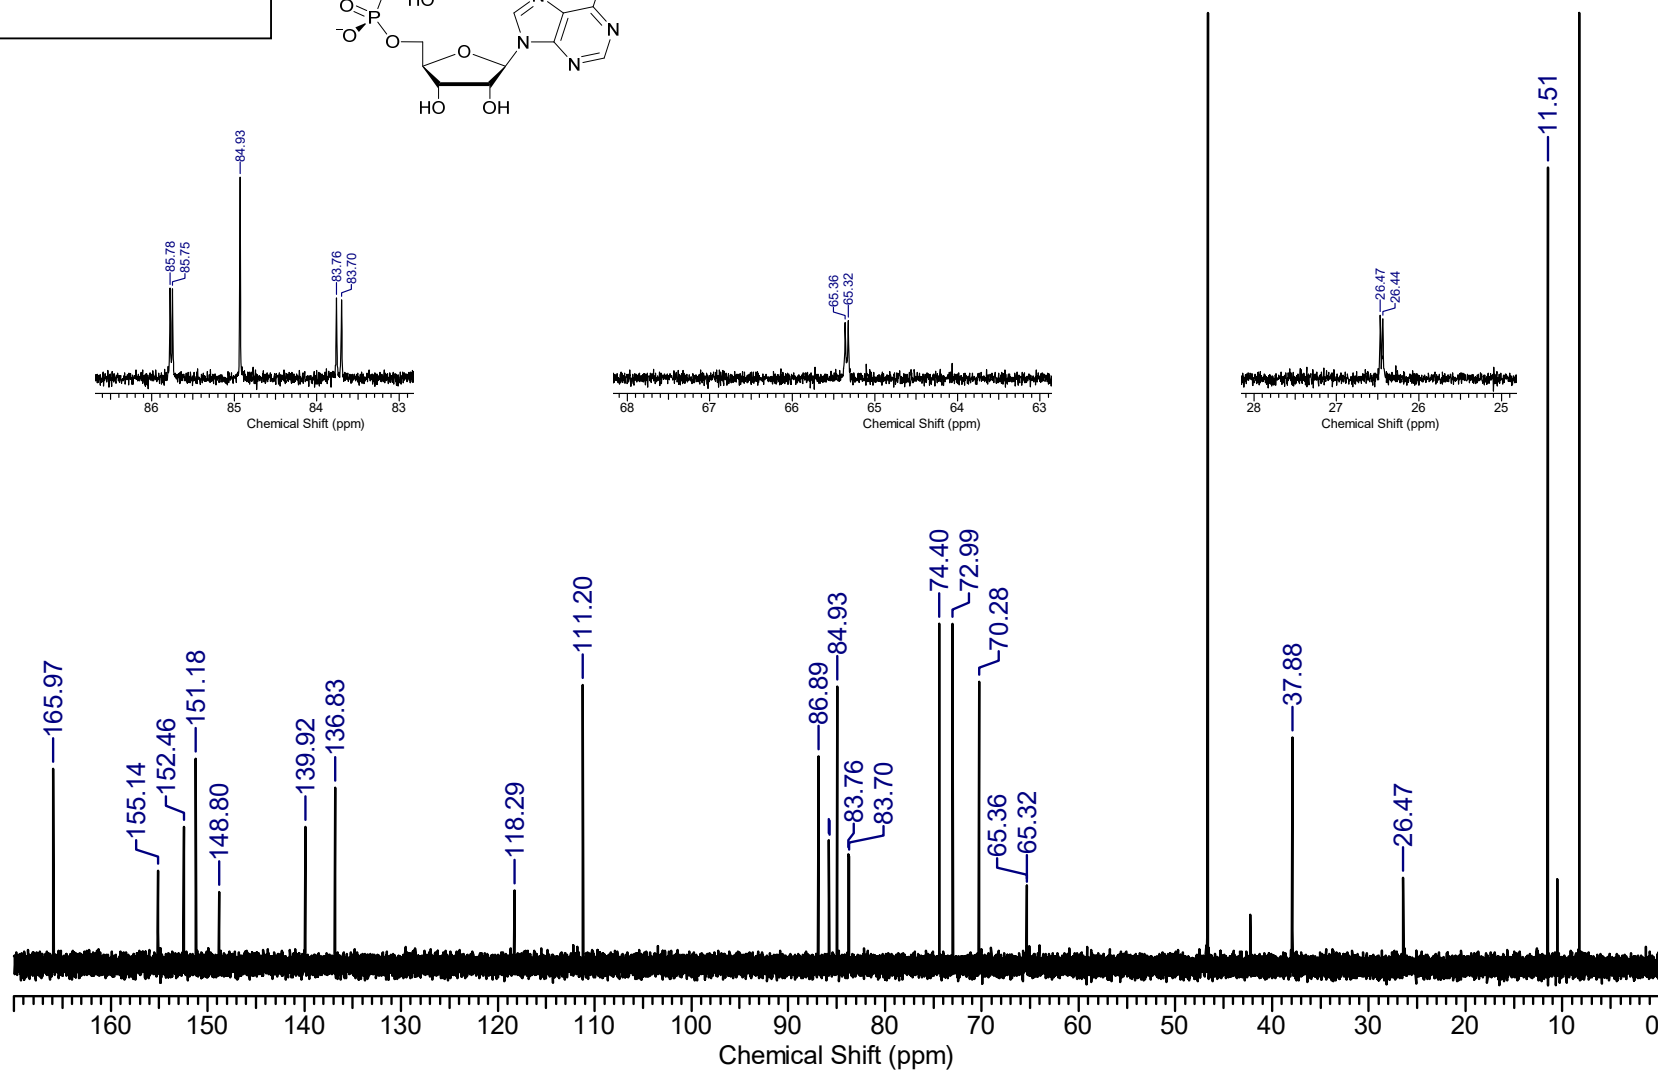 HO
O
P
⁻O
O
O
N
N
N
N
HO
OH
84.93
85.78
85.75
83.76
83.70
65.36
65.32
26.47
26.44
86
85
84
83
Chemical Shift (ppm)
68
67
66
65
64
63
Chemical Shift (ppm)
28
27
26
25
Chemical Shift (ppm)
11.51
165.97
155.14
152.46
151.18
148.80
139.92
136.83
118.29
111.20
86.89
84.93
83.76
83.70
74.40
72.99
70.28
65.36
65.32
37.88
26.47
160 150 140 130 120 110 100 90 80 70 60 50 40 30 20 10 0
Chemical Shift (ppm)